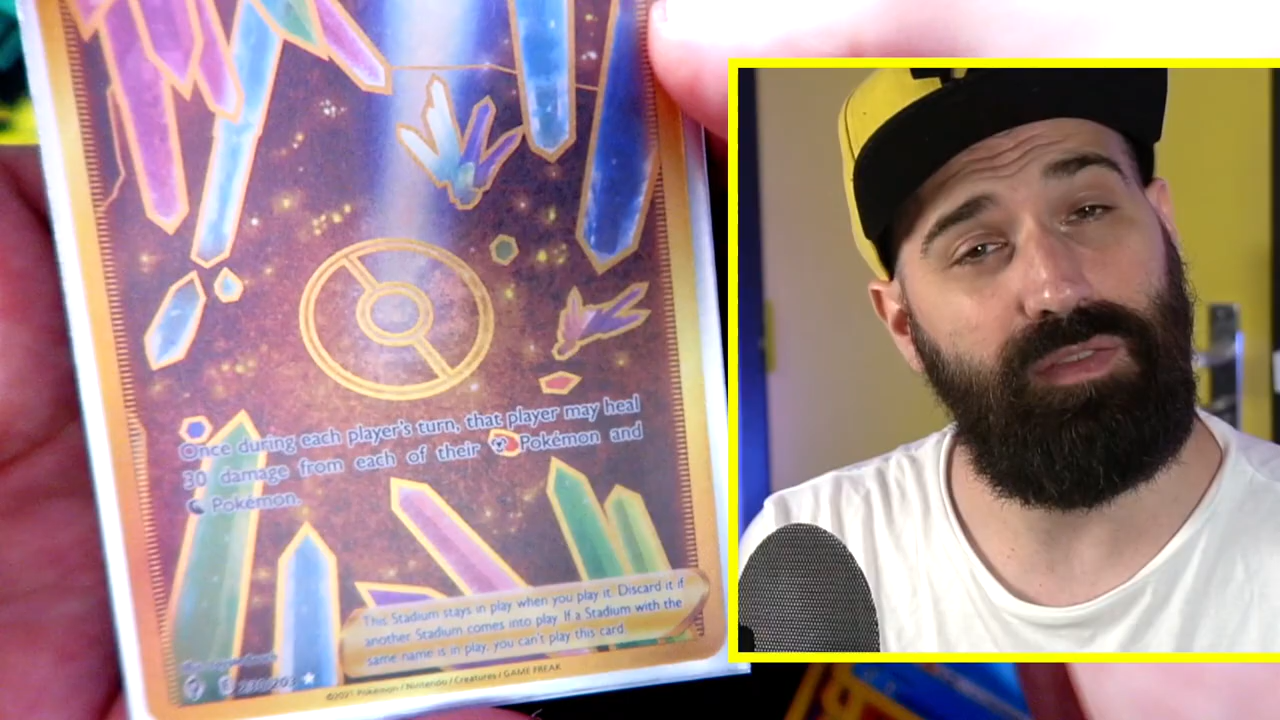 Once during each player's turn, that player may heal
30 damage from each of their Pokémon and
Pokémon.
This Stadium stays in play when you play it. Discard it if
another Stadium comes into play. If a Stadium with the
same name is in play, you can't play this card.
230/203
©2021 Pokémon / Nintendo / Creatures / GAME FREAK